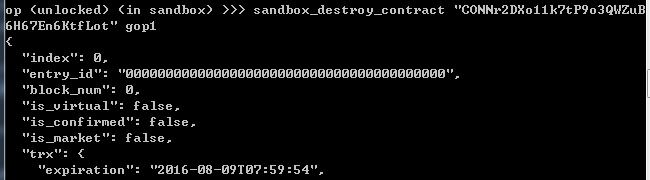 op (unlocked) (in sandbox) >>> sandbox_destroy_contract "CONNr2DXo11k7tP9o3QWZuB
6H67En6KtfLot" gop1
{
"index": 0,
"entry_id": "0000000000000000000000000000000000000000",
"block_num": 0,
"is_virtual": false,
"is_confirmed": false,
"is_market": false,
"trx": {
"expiration": "2016-08-09T07:59:54",